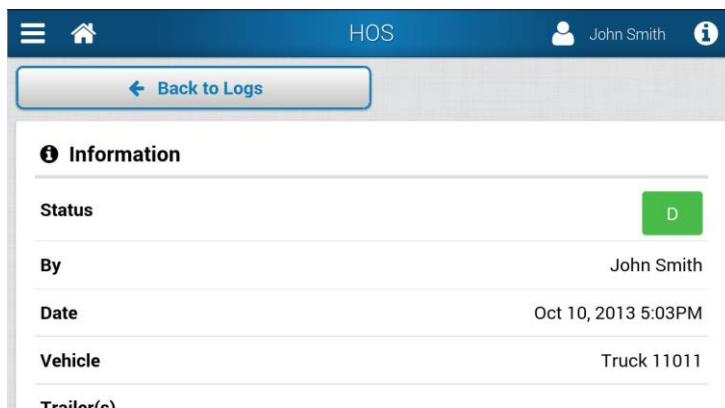 HOS John Smith
Back to Logs
Information
Status D
By John Smith
Date Oct 10, 2013 5:03PM
Vehicle Truck 11011
Trailer(s)